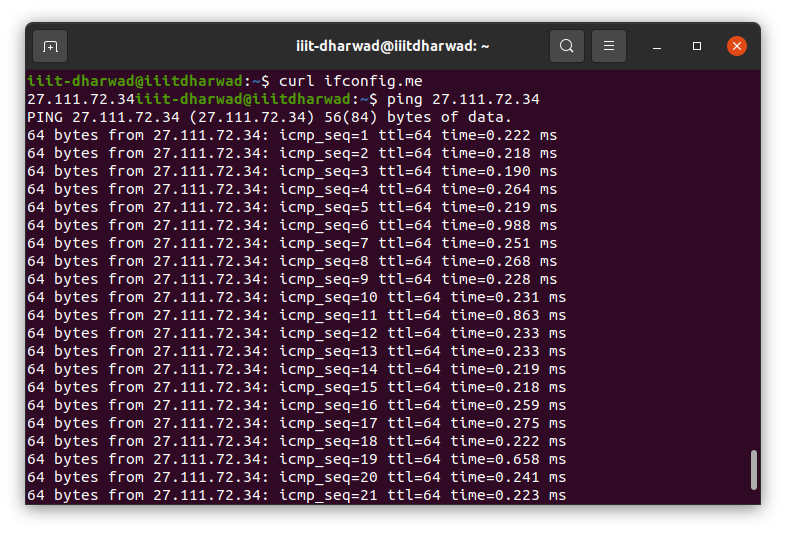 iiit-dharwad@iiitdharwad: ~
iiit-dharwad@iiitdharwad:~$ curl ifconfig.me
27.111.72.34iiit-dharwad@iiitdharwad:~$ ping 27.111.72.34
PING 27.111.72.34 (27.111.72.34) 56(84) bytes of data.
64 bytes from 27.111.72.34: icmp_seq=1 ttl=64 time=0.222 ms
64 bytes from 27.111.72.34: icmp_seq=2 ttl=64 time=0.218 ms
64 bytes from 27.111.72.34: icmp_seq=3 ttl=64 time=0.190 ms
64 bytes from 27.111.72.34: icmp_seq=4 ttl=64 time=0.264 ms
64 bytes from 27.111.72.34: icmp_seq=5 ttl=64 time=0.219 ms
64 bytes from 27.111.72.34: icmp_seq=6 ttl=64 time=0.988 ms
64 bytes from 27.111.72.34: icmp_seq=7 ttl=64 time=0.251 ms
64 bytes from 27.111.72.34: icmp_seq=8 ttl=64 time=0.268 ms
64 bytes from 27.111.72.34: icmp_seq=9 ttl=64 time=0.228 ms
64 bytes from 27.111.72.34: icmp_seq=10 ttl=64 time=0.231 ms
64 bytes from 27.111.72.34: icmp_seq=11 ttl=64 time=0.863 ms
64 bytes from 27.111.72.34: icmp_seq=12 ttl=64 time=0.233 ms
64 bytes from 27.111.72.34: icmp_seq=13 ttl=64 time=0.233 ms
64 bytes from 27.111.72.34: icmp_seq=14 ttl=64 time=0.219 ms
64 bytes from 27.111.72.34: icmp_seq=15 ttl=64 time=0.218 ms
64 bytes from 27.111.72.34: icmp_seq=16 ttl=64 time=0.259 ms
64 bytes from 27.111.72.34: icmp_seq=17 ttl=64 time=0.275 ms
64 bytes from 27.111.72.34: icmp_seq=18 ttl=64 time=0.222 ms
64 bytes from 27.111.72.34: icmp_seq=19 ttl=64 time=0.658 ms
64 bytes from 27.111.72.34: icmp_seq=20 ttl=64 time=0.241 ms
64 bytes from 27.111.72.34: icmp_seq=21 ttl=64 time=0.223 ms